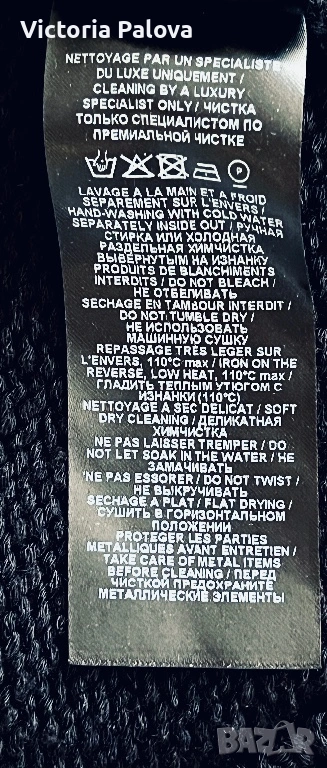 Victoria Palova
NETTOYAGE PAR UN SPECIALISTE
DU LUXE UNIQUEMENT /
CLEANING BY A LUXURY
SPECIALIST ONLY / ЧИСТКА
ТОЛЬКО СПЕЦИАЛИСТОМ ПО
ПРЕМИАЛЬНОЙ ЧИСТКЕ
P
LAVAGE A LA MAIN ET A FROID
SEPAREMENT SUR L'ENVERS /
HAND-WASHING WITH COLD WATER
SEPARATELY INSIDE OUT / РУЧНАЯ
СТИРКА ИЛИ ХОЛОДНАЯ
РАЗДЕЛЬНАЯ ХИМЧИСТКА
ВЫВЕРНУТЫМ НА ИЗНАНКУ
PRODUITS DE BLANCHIMENTS
INTERDITS / DO NOT BLEACH /
НЕ ОТБЕЛИВАТЬ
SECHAGE EN TAMBOUR INTERDIT /
DO NOT TUMBLE DRY /
НЕ ИСПОЛЬЗОВАТЬ
МАШИННУЮ СУШКУ
REPASSAGE TRES LEGER SUR
L'ENVERS, 110°C max / IRON ON THE
REVERSE, LOW HEAT, 110°C max /
ГЛАДИТЬ ТЕПЛЫМ УТЮГОМ С
ИЗНАНКИ (110°C)
NETTOYAGE A SEC DELICAT / SOFT
DRY CLEANING / ДЕЛИКАТНАЯ
ХИМЧИСТКА
NE PAS LAISSER TREMPER / DO
NOT LET SOAK IN THE WATER / НЕ
ЗАМАЧИВАТЬ
'NE PAS ESSORER / DO NOT TWIST /
НЕ ВЫКРУЧИВАТЬ
SECHAGE A PLAT / FLAT DRYING /
СУШИТЬ В ГОРИЗОНТАЛЬНОМ
ПОЛОЖЕНИИ
PROTEGER LES PARTIES
METALLIQUES AVANT ENTRETIEN /
TAKE CARE OF METAL ITEMS
BEFORE CLEANING / ПЕРЕД
ЧИСТКОЙ ПРЕДОХРАНИТЕ
МЕТАЛЛИЧЕСКИЕ ЭЛЕМЕНТЫ
BAZAR